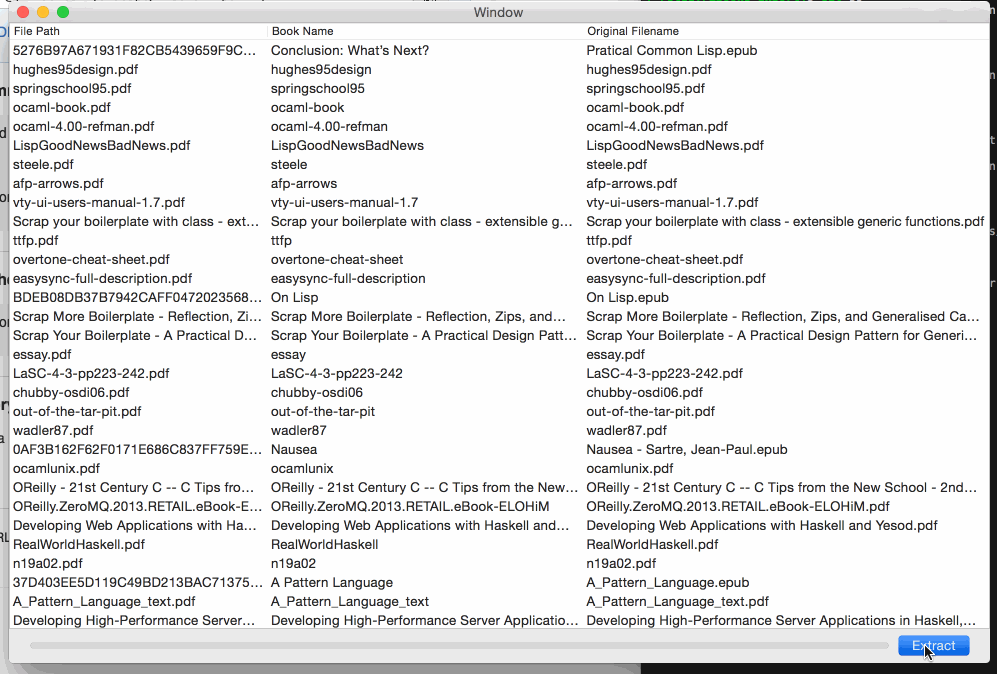 Window
File Path Book Name Original Filename
5276B97A671931F82CB5439659F9C... Conclusion: What's Next? Pratical Common Lisp.epub
hughes95design.pdf hughes95design hughes95design.pdf
springschool95.pdf springschool95 springschool95.pdf
ocaml-book.pdf ocaml-book ocaml-book.pdf
ocaml-4.00-refman.pdf ocaml-4.00-refman ocaml-4.00-refman.pdf
LispGoodNewsBadNews.pdf LispGoodNewsBadNews LispGoodNewsBadNews.pdf
steele.pdf steele steele.pdf
afp-arrows.pdf afp-arrows afp-arrows.pdf
vty-ui-users-manual-1.7.pdf vty-ui-users-manual-1.7 vty-ui-users-manual-1.7.pdf
Scrap your boilerplate with class - ext... Scrap your boilerplate with class - extensible g... Scrap your boilerplate with class - extensible generic functions.pdf
ttfp.pdf ttfp ttfp.pdf
overtone-cheat-sheet.pdf overtone-cheat-sheet overtone-cheat-sheet.pdf
easysync-full-description.pdf easysync-full-description easysync-full-description.pdf
BDEB08DB37B7942CAFF0472023568... On Lisp On Lisp.epub
Scrap More Boilerplate - Reflection, Zi... Scrap More Boilerplate - Reflection, Zips, and... Scrap More Boilerplate - Reflection, Zips, and Generalised Ca...
Scrap Your Boilerplate - A Practical D... Scrap Your Boilerplate - A Practical Design Patt... Scrap Your Boilerplate - A Practical Design Pattern for Generi...
essay.pdf essay essay.pdf
LaSC-4-3-pp223-242.pdf LaSC-4-3-pp223-242 LaSC-4-3-pp223-242.pdf
chubby-osdi06.pdf chubby-osdi06 chubby-osdi06.pdf
out-of-the-tar-pit.pdf out-of-the-tar-pit out-of-the-tar-pit.pdf
wadler87.pdf wadler87 wadler87.pdf
0AF3B162F62F0171E686C837FF759E... Nausea Nausea - Sartre, Jean-Paul.epub
ocamlunix.pdf ocamlunix ocamlunix.pdf
OReilly - 21st Century C -- C Tips fro... OReilly - 21st Century C -- C Tips from the New... OReilly - 21st Century C -- C Tips from the New School - 2nd...
OReilly.ZeroMQ.2013.RETAIL.eBook-E... OReilly.ZeroMQ.2013.RETAIL.eBook-ELOHiM OReilly.ZeroMQ.2013.RETAIL.eBook-ELOHiM.pdf
Developing Web Applications with Ha... Developing Web Applications with Haskell and... Developing Web Applications with Haskell and Yesod.pdf
RealWorldHaskell.pdf RealWorldHaskell RealWorldHaskell.pdf
n19a02.pdf n19a02 n19a02.pdf
37D403EE5D119C49BD213BAC71375... A Pattern Language A_Pattern_Language.epub
A_Pattern_Language_text.pdf A_Pattern_Language_text A_Pattern_Language_text.pdf
Developing High-Performance Server... Developing High-Performance Server Applicatio... Developing High-Performance Server Applications in Haskell,...
Extract